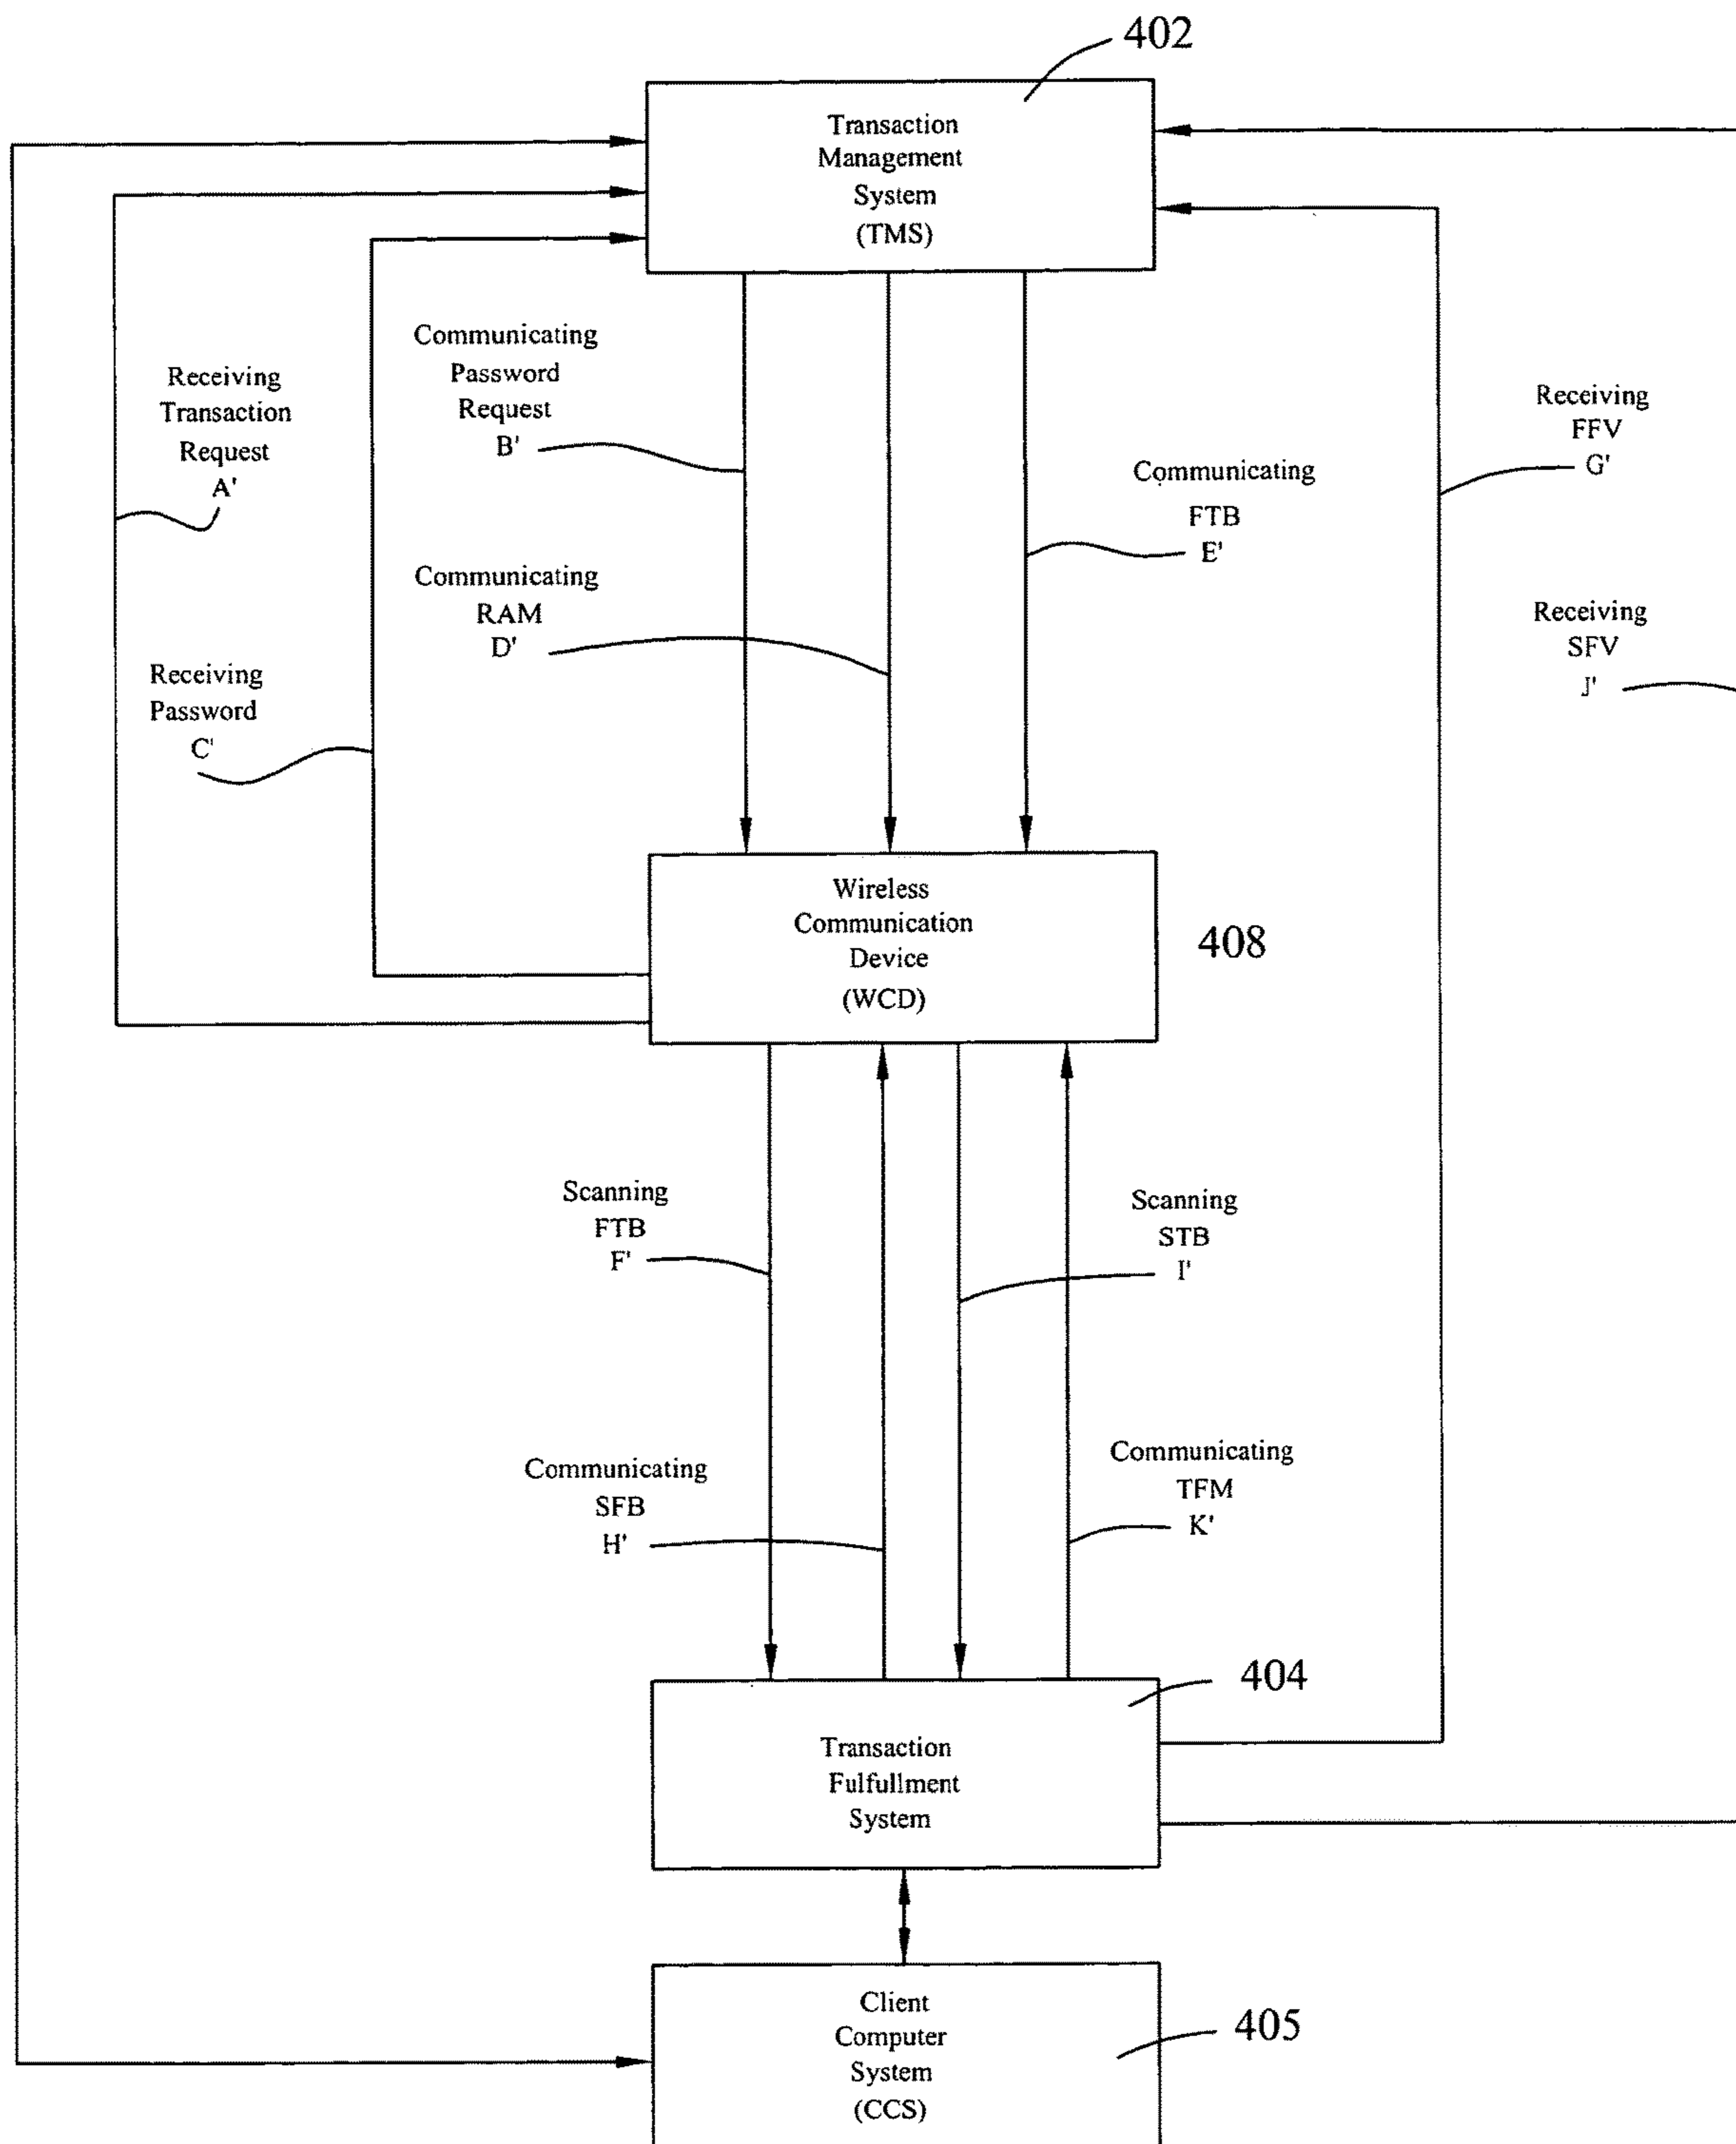 402
Transaction
Management
System
(TMS)
Communicating
Password
Request
B'
Receiving
Transaction
Request
A'
Receiving
FFV
G'
Communicating
FTB
E'
Communicating
RAM
D'
Receiving
SFV
J'
Receiving
Password
C'
Wireless
Communication
Device
(WCD)
408
Scanning
FTB
F'
Scanning
STB
I'
Communicating
SFB
H'
Communicating
TFM
K'
404
Transaction
Fulfullment
System
Client
Computer
System
(CCS)
405